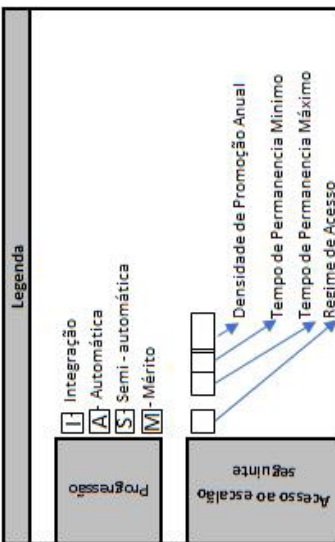 Legenda
Progressão
I - Integração
A - Automática
S - Semi - automática
M - Mérito
Acesso ao escalão
seguinte
Densidade de Promoção Anual
Tempo de Permanencia Minimo
Tempo de Permanencia Máximo
Regime de Acesso